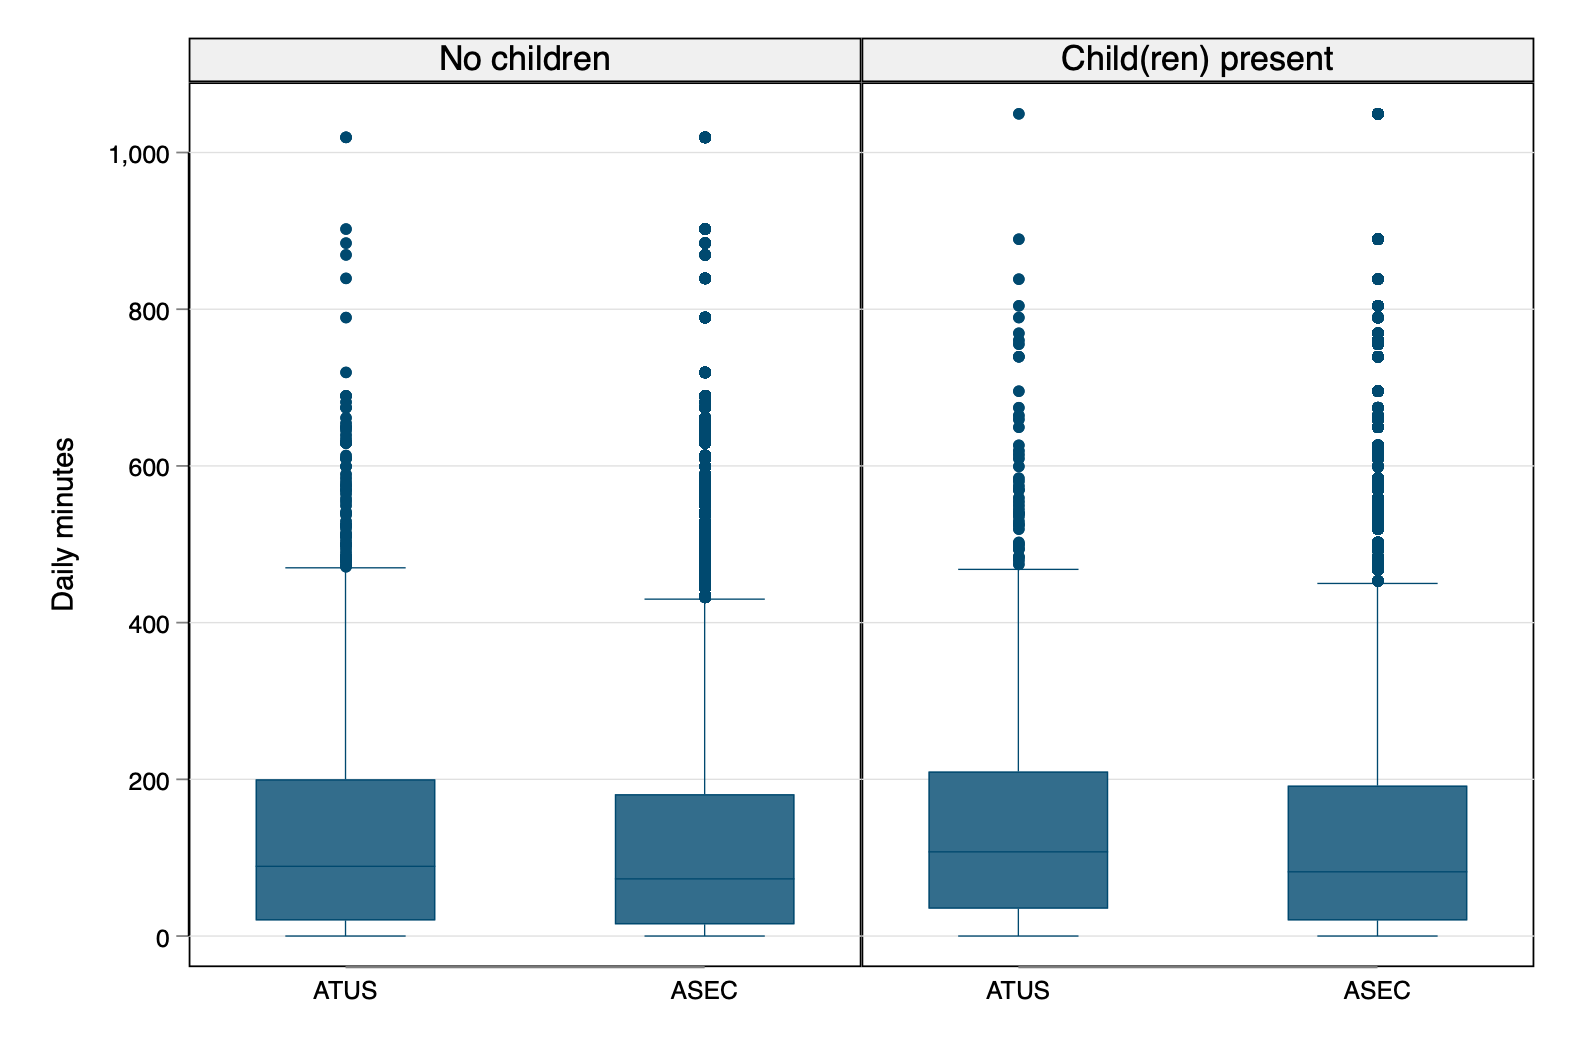 No children
Child(ren) present
Daily minutes
1,000
800
600
400
200
0
ATUS
ASEC
ATUS
ASEC